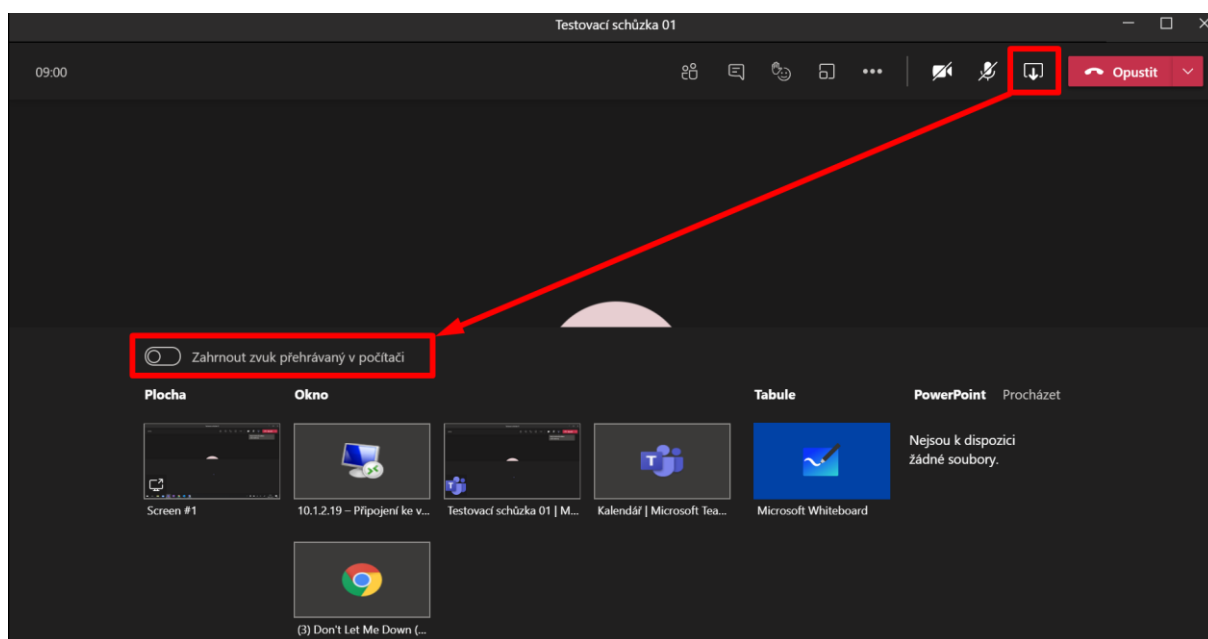 Testovací schůzka 01
09:00
Opustit
Zahrnout zvuk přehrávaný v počítači
Plocha
Okno
Tabule
PowerPoint Procházet
Nejsou k dispozici
žádné soubory.
Screen #1
10.1.2.19 – Připojení ke v...
Testovací schůzka 01 | M...
Kalendář | Microsoft Tea...
Microsoft Whiteboard
(3) Don't Let Me Down (...